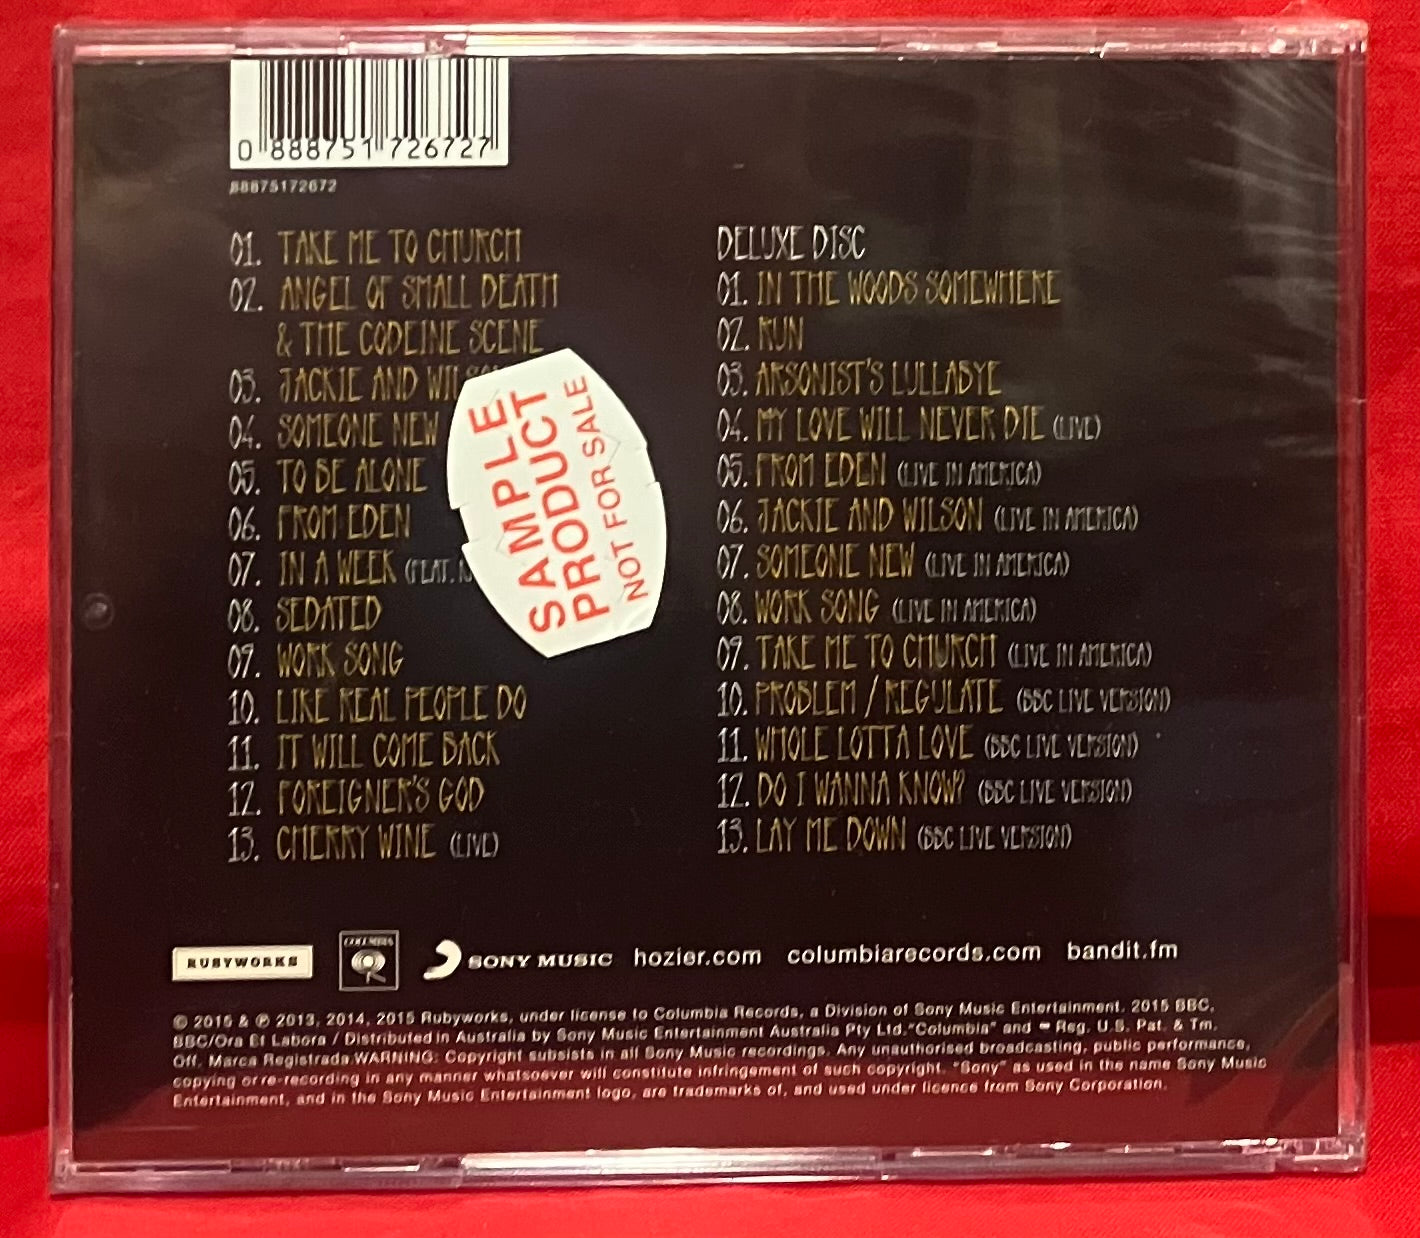 0 888751 726727
88875172672
01. TAKE ME TO CHURCH
02. ANGEL OF SMALL DEATH
& THE CODEINE SCENE
03. JACKIE AND
04. SOMEONE NEW
05. TO BE ALONE
06. FROM EDEN
07. IN A WEEK (FEAT.
08. SEDATED
09. WORK SONG
10. LIKE REAL PEOPLE DO
11. IT WILL COME BACK
12. FOREIGNER'S GOD
13. CHERRY WINE (LIVE)
SAMPLE
PRODUCT
NOT FOR SALE
DELUXE DISC
01. IN THE WOODS SOMEWHERE
02. RUN
03. ARSONIST'S LULLABYE
04. MY LOVE WILL NEVER DIE (LIVE)
05. FROM EDEN (LIVE IN AMERICA)
06. JACKIE AND WILSON (LIVE IN AMERICA)
07. SOMEONE NEW (LIVE IN AMERICA)
08. WORK SONG (LIVE IN AMERICA)
09. TAKE ME TO CHURCH (LIVE IN AMERICA)
10. PROBLEM / REGULATE (BBC LIVE VERSION)
11. WHOLE LOTTA LOVE (BBC LIVE VERSION)
12. DO I WANNA KNOW? (BBC LIVE VERSION)
13. LAY ME DOWN (BBC LIVE VERSION)
RUBYWORKS COLUMBIA SONY MUSIC hozier.com columbiarecords.com bandit.fm
© 2015 & ℗ 2013, 2014, 2015 Rubyworks, under license to Columbia Records, a Division of Sony Music Entertainment. 2015 BBC,
BBC/Ora Et Labora / Distributed in Australia by Sony Music Entertainment Australia Pty Ltd."Columbia" and Reg. U.S. Pat. & Tm.
Off. Marca Registrada.WARNING: Copyright subsists in all Sony Music recordings. Any unauthorised broadcasting, public performance,
copying or re-recording in any manner whatsoever will constitute infringement of such copyright. "Sony" as used in the name Sony Music
Entertainment, and in the Sony Music Entertainment logo, are trademarks of, and used under licence from Sony Corporation.